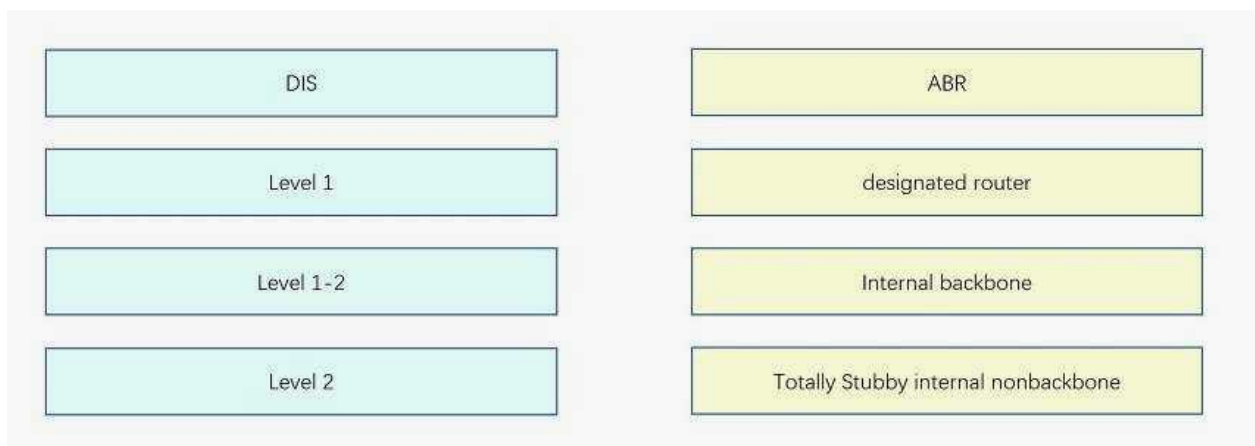 DIS
ABR
Level 1
designated router
Level 1-2
Internal backbone
Level 2
Totally Stubby internal nonbackbone